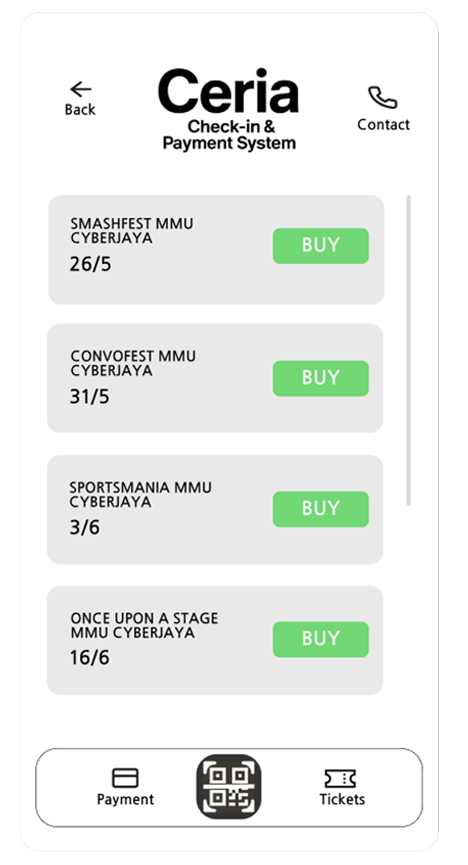 Back
Ceria
Check-in &
Payment System
Contact
SMASHFEST MMU
CYBERJAYA
26/5
BUY
CONVOFEST MMU
CYBERJAYA
31/5
BUY
SPORTSMANIA MMU
CYBERJAYA
3/6
BUY
ONCE UPON A STAGE
MMU CYBERJAYA
16/6
BUY
Payment
Tickets